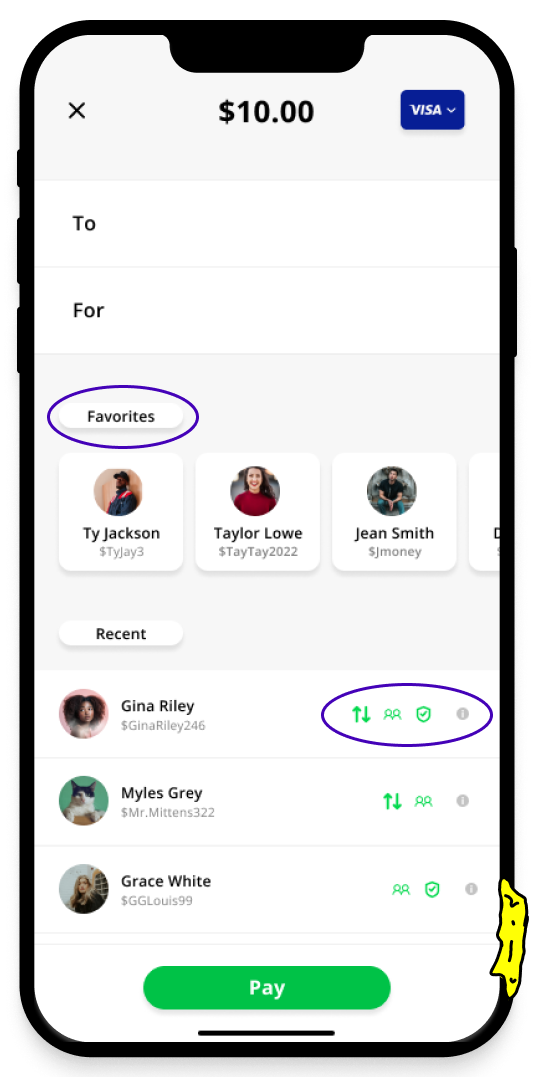 $10.00
VISA
To
For
Favorites
Ty Jackson
$TyJay3
Taylor Lowe
$TayTay2022
Jean Smith
$Jmoney
D
$
Recent
Gina Riley
$GinaRiley246
Myles Grey
$Mr.Mittens322
Grace White
$GGLouis99
Pay